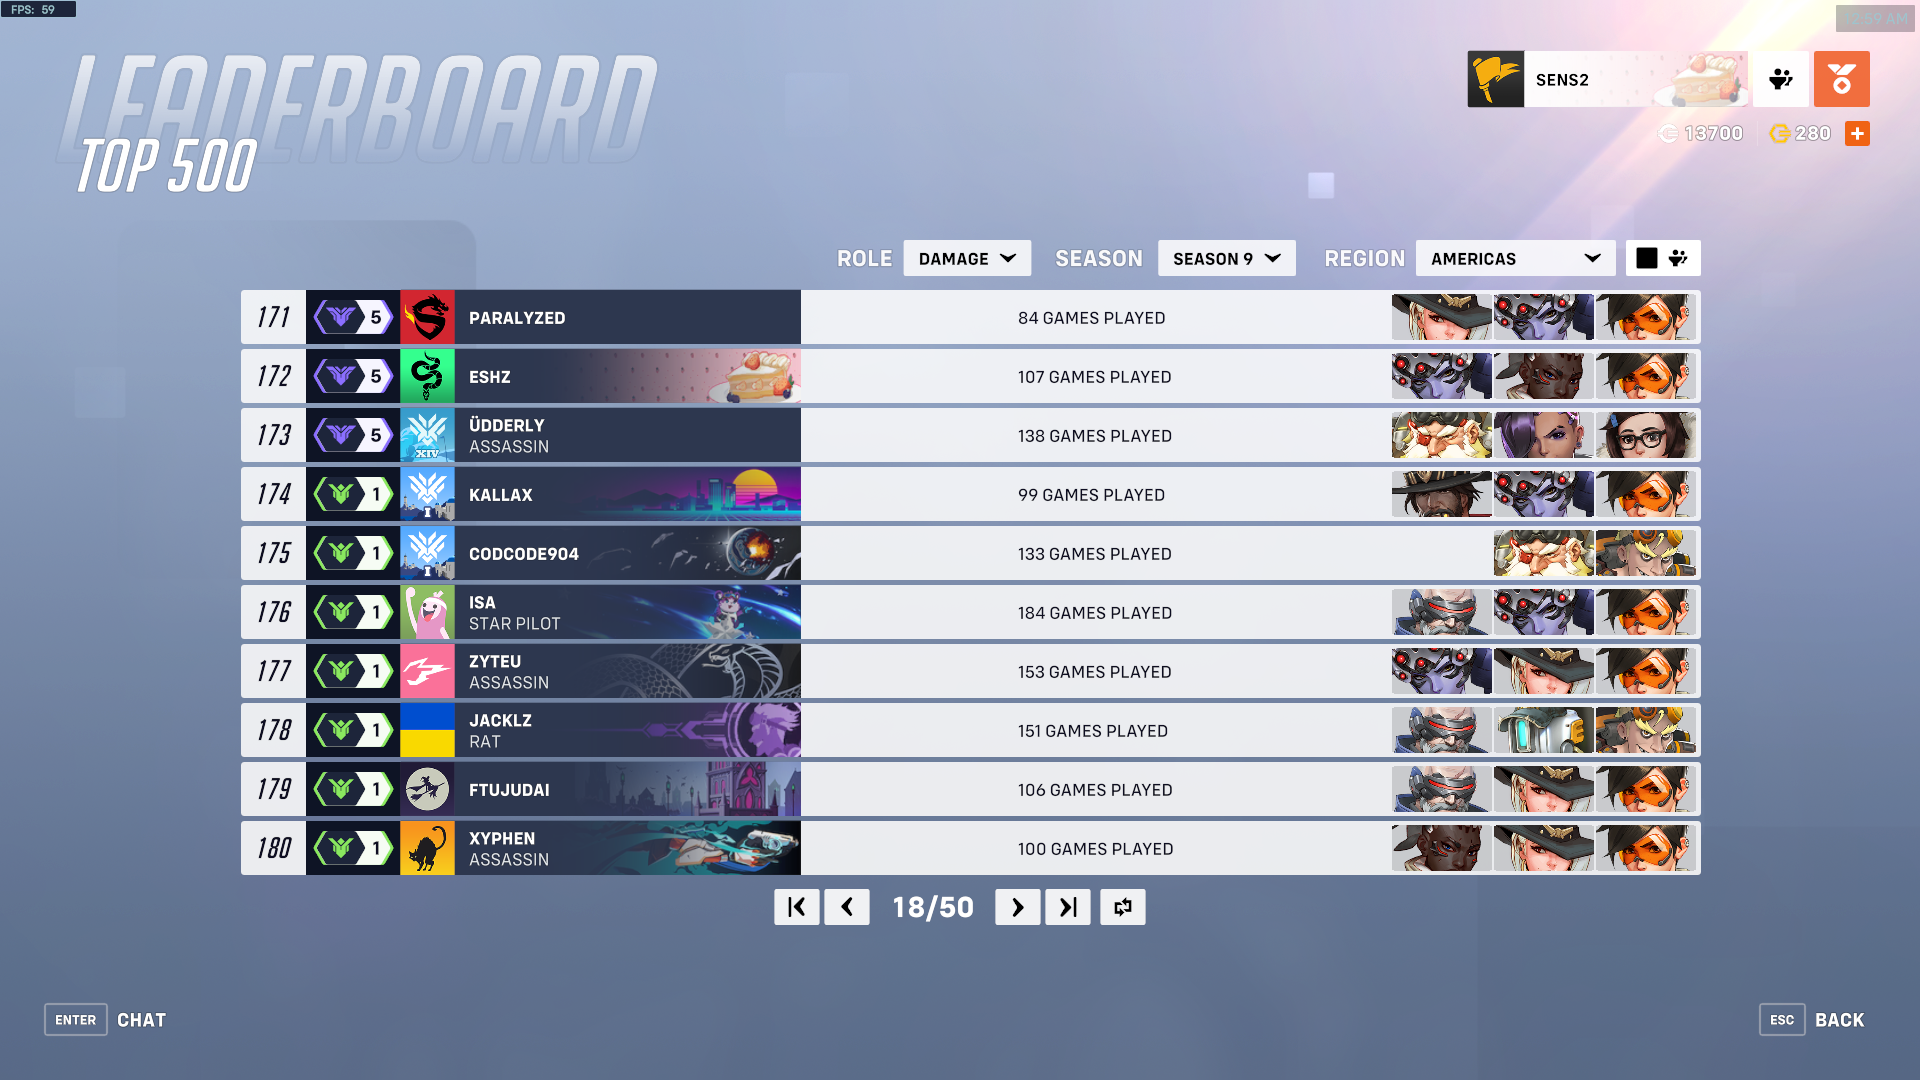 FPS: 59
LEADERBOARD
TOP 500
SENS2
13700
280
ROLE DAMAGE SEASON SEASON 9 REGION AMERICAS
171 5 PARALYZED 84 GAMES PLAYED
172 5 ESHZ 107 GAMES PLAYED
173 5 ÜDDERLY 138 GAMES PLAYED
XIV ASSASSIN
174 1 KALLAX 99 GAMES PLAYED
I
175 1 CODCODE904 133 GAMES PLAYED
I
176 1 ISA 184 GAMES PLAYED
STAR PILOT
177 1 ZYTEU 153 GAMES PLAYED
ASSASSIN
178 1 JACKLZ 151 GAMES PLAYED
RAT
179 1 FTUJUDAI 106 GAMES PLAYED
180 1 XYPHEN 100 GAMES PLAYED
ASSASSIN
18/50
ENTER CHAT
ESC BACK